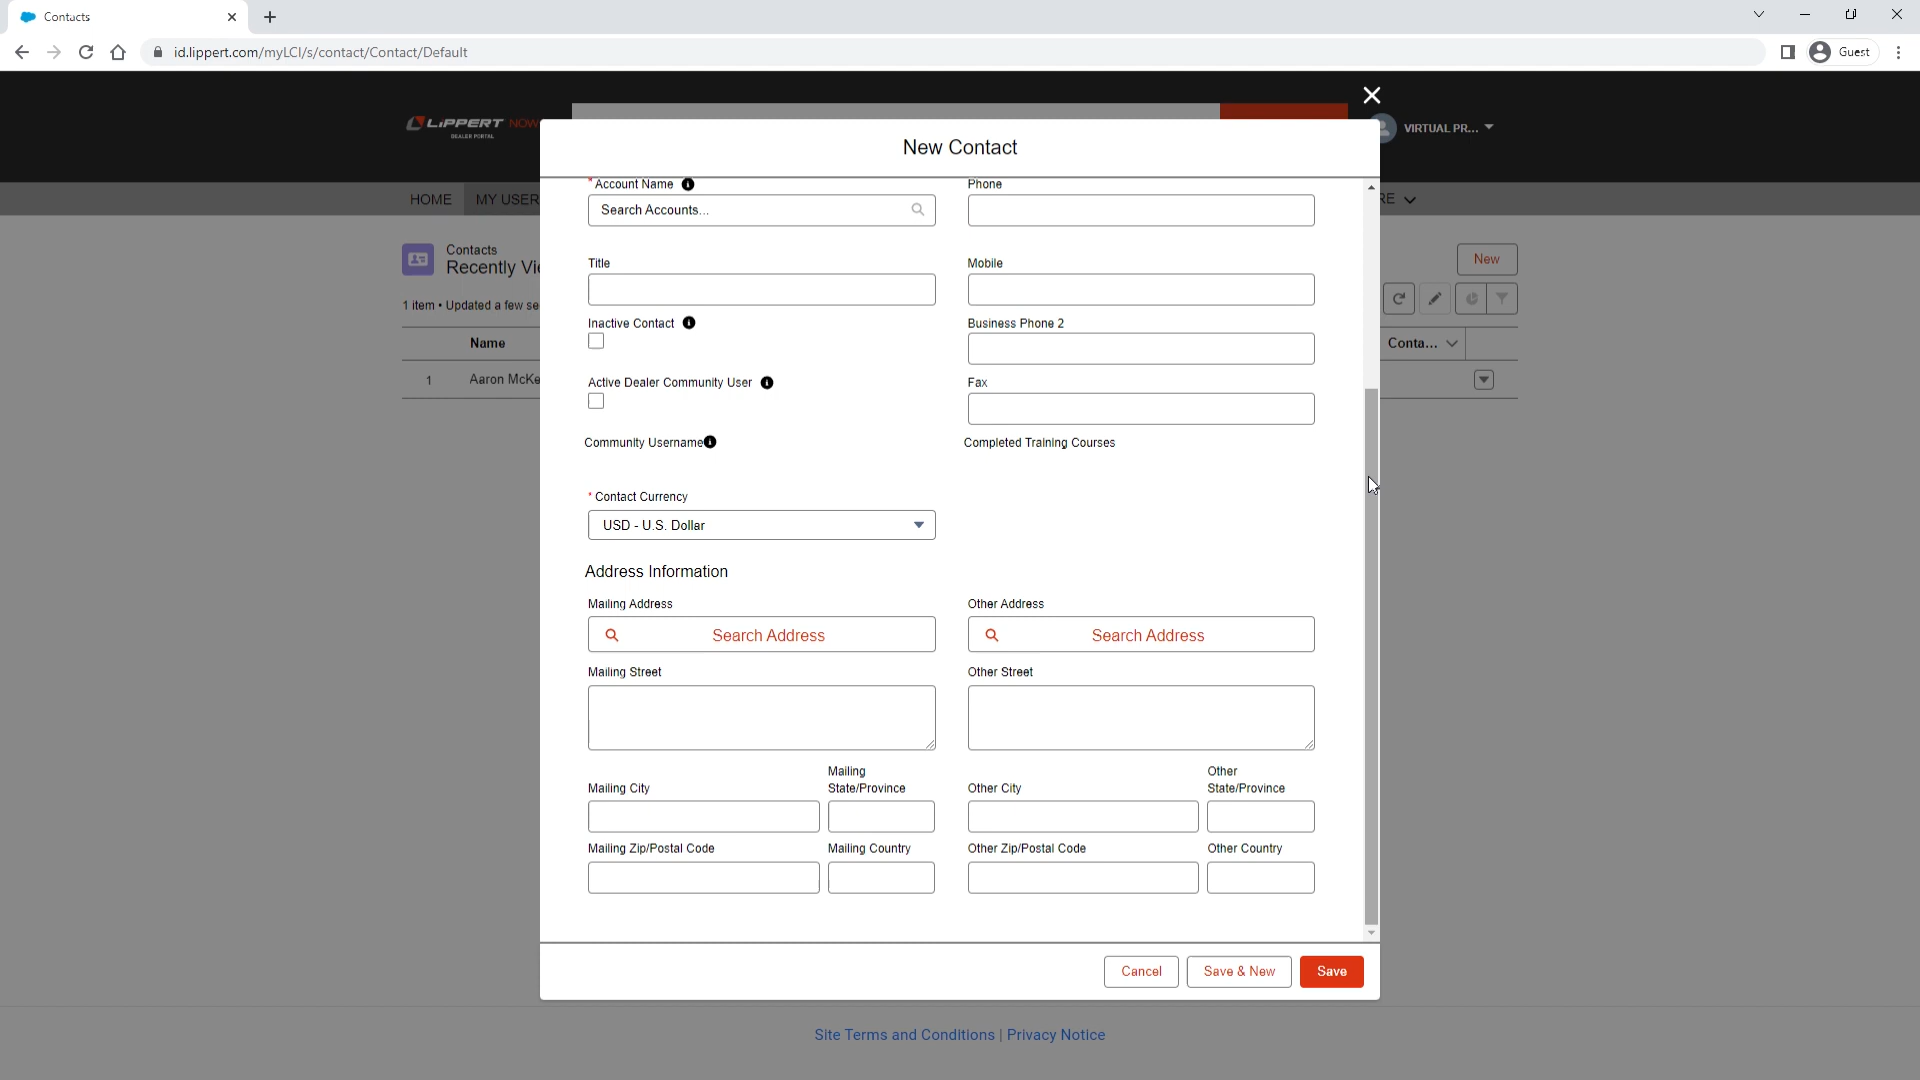 Contacts
id.lippert.com/myLCI/s/contact/Contact/Default
Guest
LIPPERT NOW
DEALER PORTAL
VIRTUAL PR...
HOME
MY USER
RE
New Contact
Contacts
Recently Vi
1 item • Updated a few se
New
Name
Conta...
1
Aaron McKe
* Account Name
Search Accounts...
Phone
Title
Mobile
Inactive Contact
Business Phone 2
Active Dealer Community User
Fax
Community Username
Completed Training Courses
* Contact Currency
USD - U.S. Dollar
Address Information
Mailing Address
Other Address
Search Address
Search Address
Mailing Street
Other Street
Mailing City
Mailing
State/Province
Other City
Other
State/Province
Mailing Zip/Postal Code
Mailing Country
Other Zip/Postal Code
Other Country
Cancel
Save & New
Save
Site Terms and Conditions | Privacy Notice